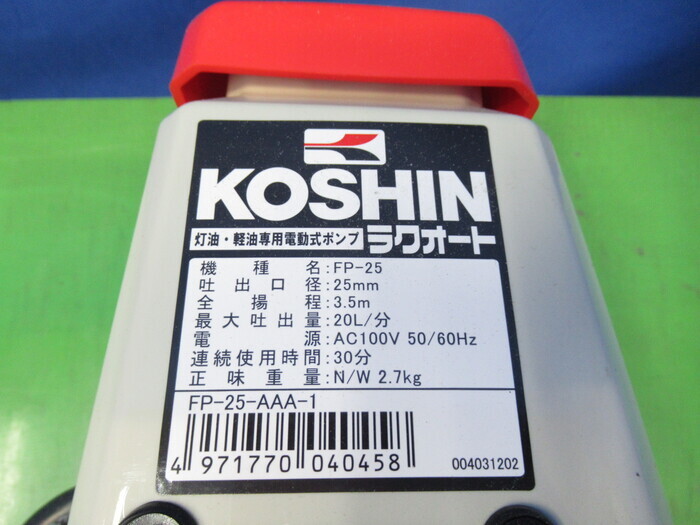 KOSHIN
灯油・軽油専用電動式ポンプ ラクオート
機種名:FP-25
吐出口径:25mm
全揚程:3.5m
最大吐出量:20L/分
電源:AC100V 50/60Hz
連続使用時間:30分
正味重量:N/W 2.7kg
FP-25-AAA-1
4 971770 040458
004031202